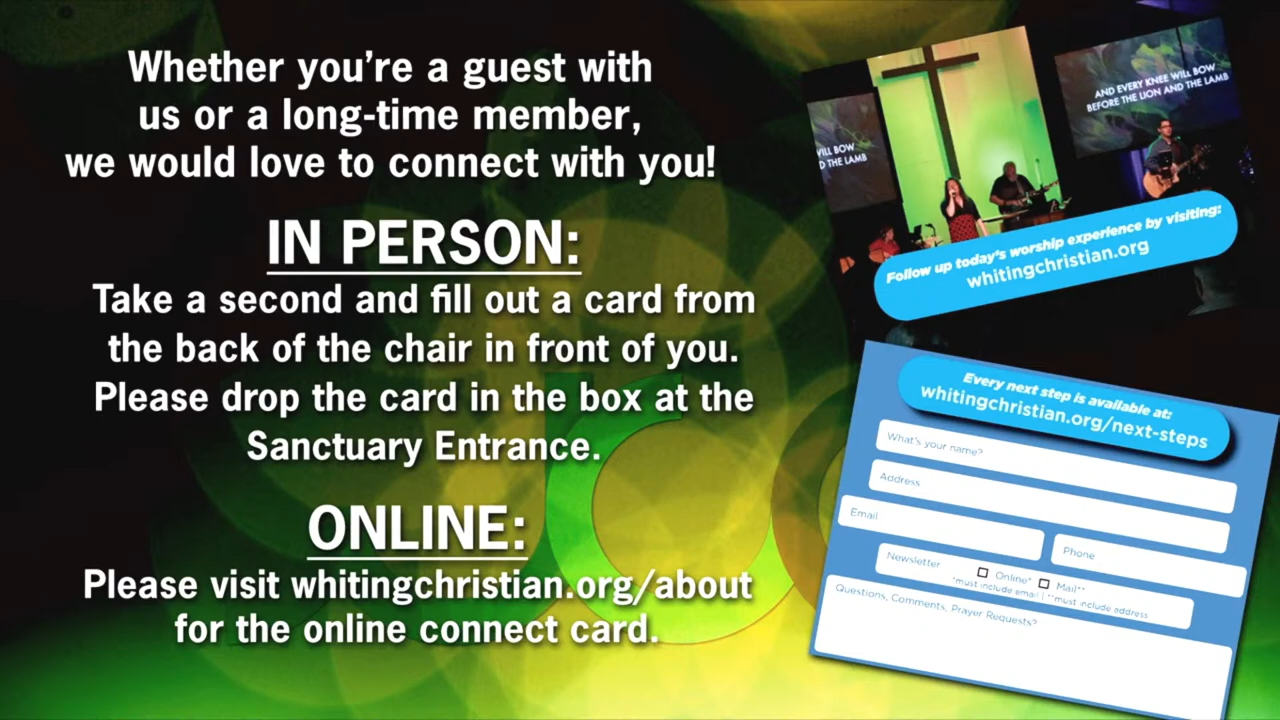 Whether you're a guest with
us or a long-time member,
we would love to connect with you!
IN PERSON:
Take a second and fill out a card from
the back of the chair in front of you.
Please drop the card in the box at the
Sanctuary Entrance.
ONLINE:
Please visit whitingchristian.org/about
for the online connect card.
WILL BOW
D THE LAMB
AND EVERY KNEE WILL BOW
BEFORE THE LION AND THE LAMB
Follow up today's worship experience by visiting:
whitingchristian.org
Every next step is available at:
whitingchristian.org/next-steps
What's your name?
Address
Email
Phone
Newsletter Online* Mail**
*must include email | **must include address
Questions, Comments, Prayer Requests?